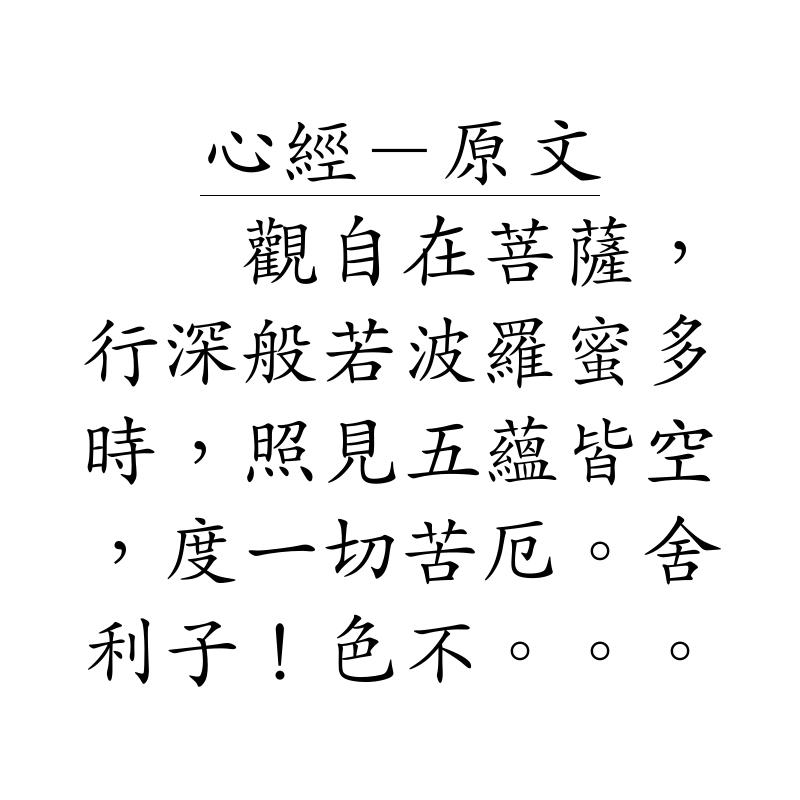 心經－原文
觀自在菩薩，
行深般若波羅蜜多
時，照見五蘊皆空
，度一切苦厄。舍
利子！色不。。。